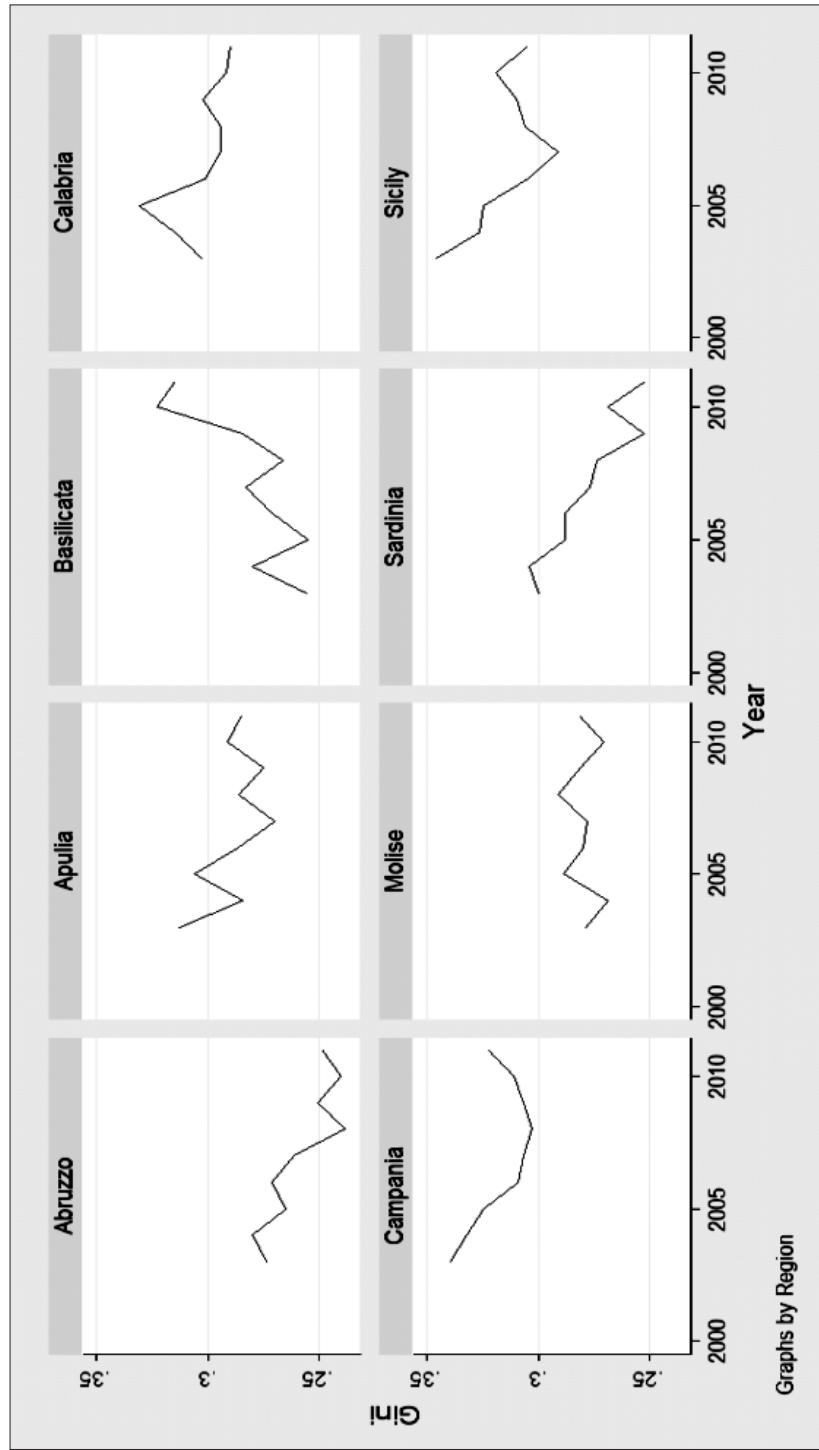 Abruzzo
Apulia
Basilicata
Calabria
.35
.3
.25
Campania
Molise
Sardinia
Sicily
.35
.3
.25
2000 2005 2010
2000 2005 2010
2000 2005 2010
2000 2005 2010
Gini
Year
Graphs by Region